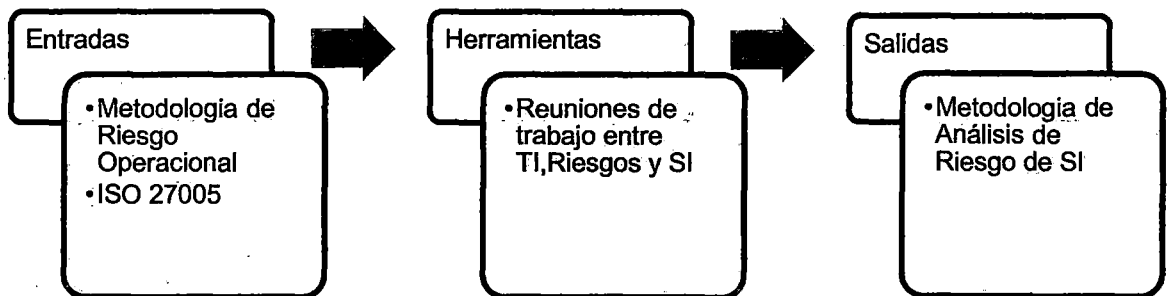 Entradas
•Metodologia de
Riesgo
Operacional
•ISO 27005
Herramientas
•Reuniones de
trabajo entre
TI,Riesgos y SI
Salidas
•Metodologia de
Análisis de
Riesgo de SI